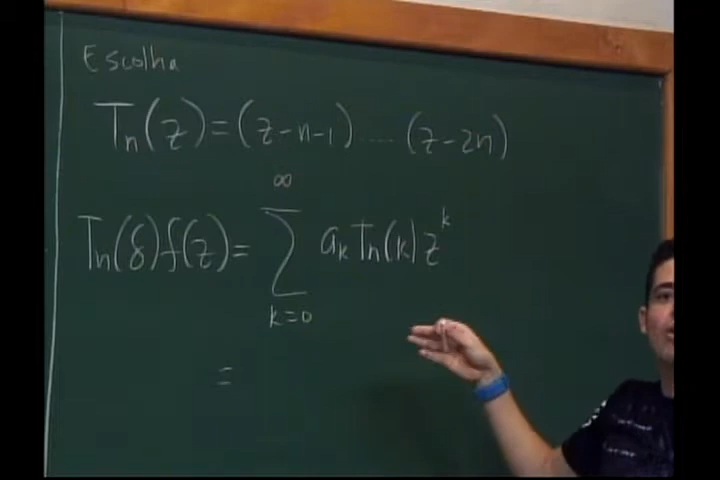 Escolha
Tn(z)=(z-n-1)....(z-2n)
∞
Tn(δ)f(z)= ∑ ak Tn(k) z^k
k=0
=